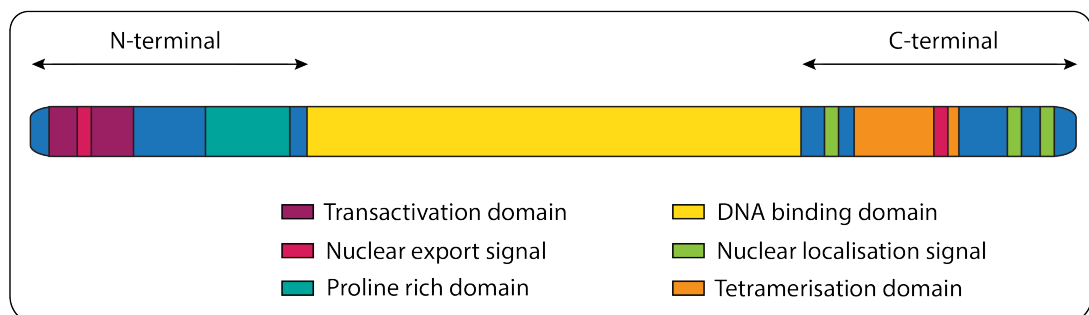 N-terminal
C-terminal
Transactivation domain
Nuclear export signal
Proline rich domain
DNA binding domain
Nuclear localisation signal
Tetramerisation domain